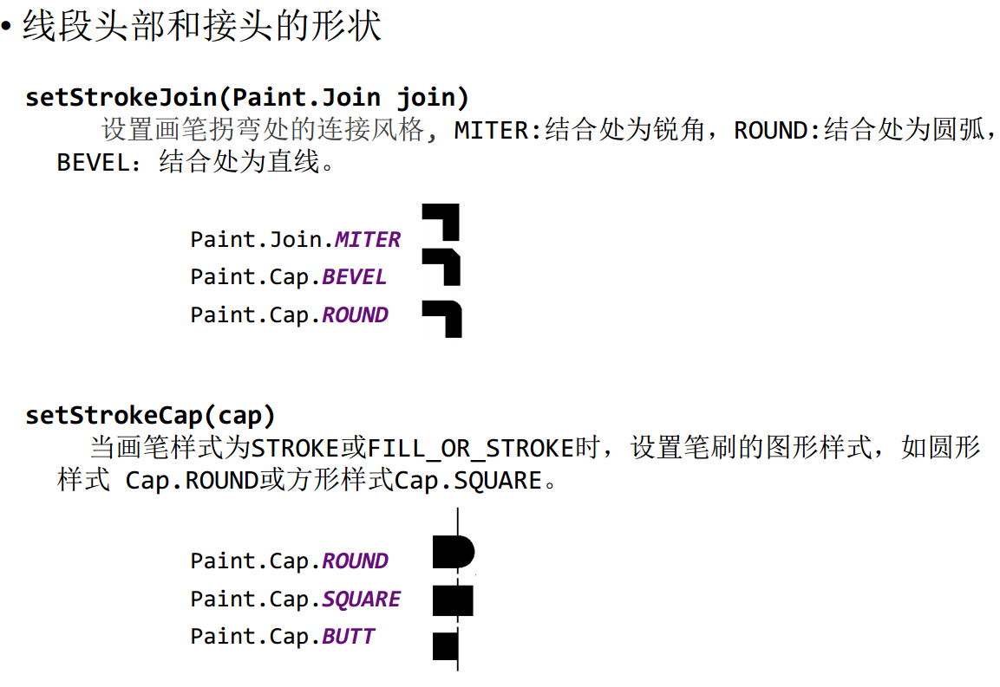 • 线段头部和接头的形状
setStrokeJoin(Paint.Join join)
设置画笔拐弯处的连接风格, MITER:结合处为锐角，ROUND:结合处为圆弧，
BEVEL：结合处为直线。
Paint.Join.MITER
Paint.Cap.BEVEL
Paint.Cap.ROUND
setStrokeCap(cap)
当画笔样式为STROKE或FILL_OR_STROKE时，设置笔刷的图形样式，如圆形
样式 Cap.ROUND或方形样式Cap.SQUARE。
Paint.Cap.ROUND
Paint.Cap.SQUARE
Paint.Cap.BUTT